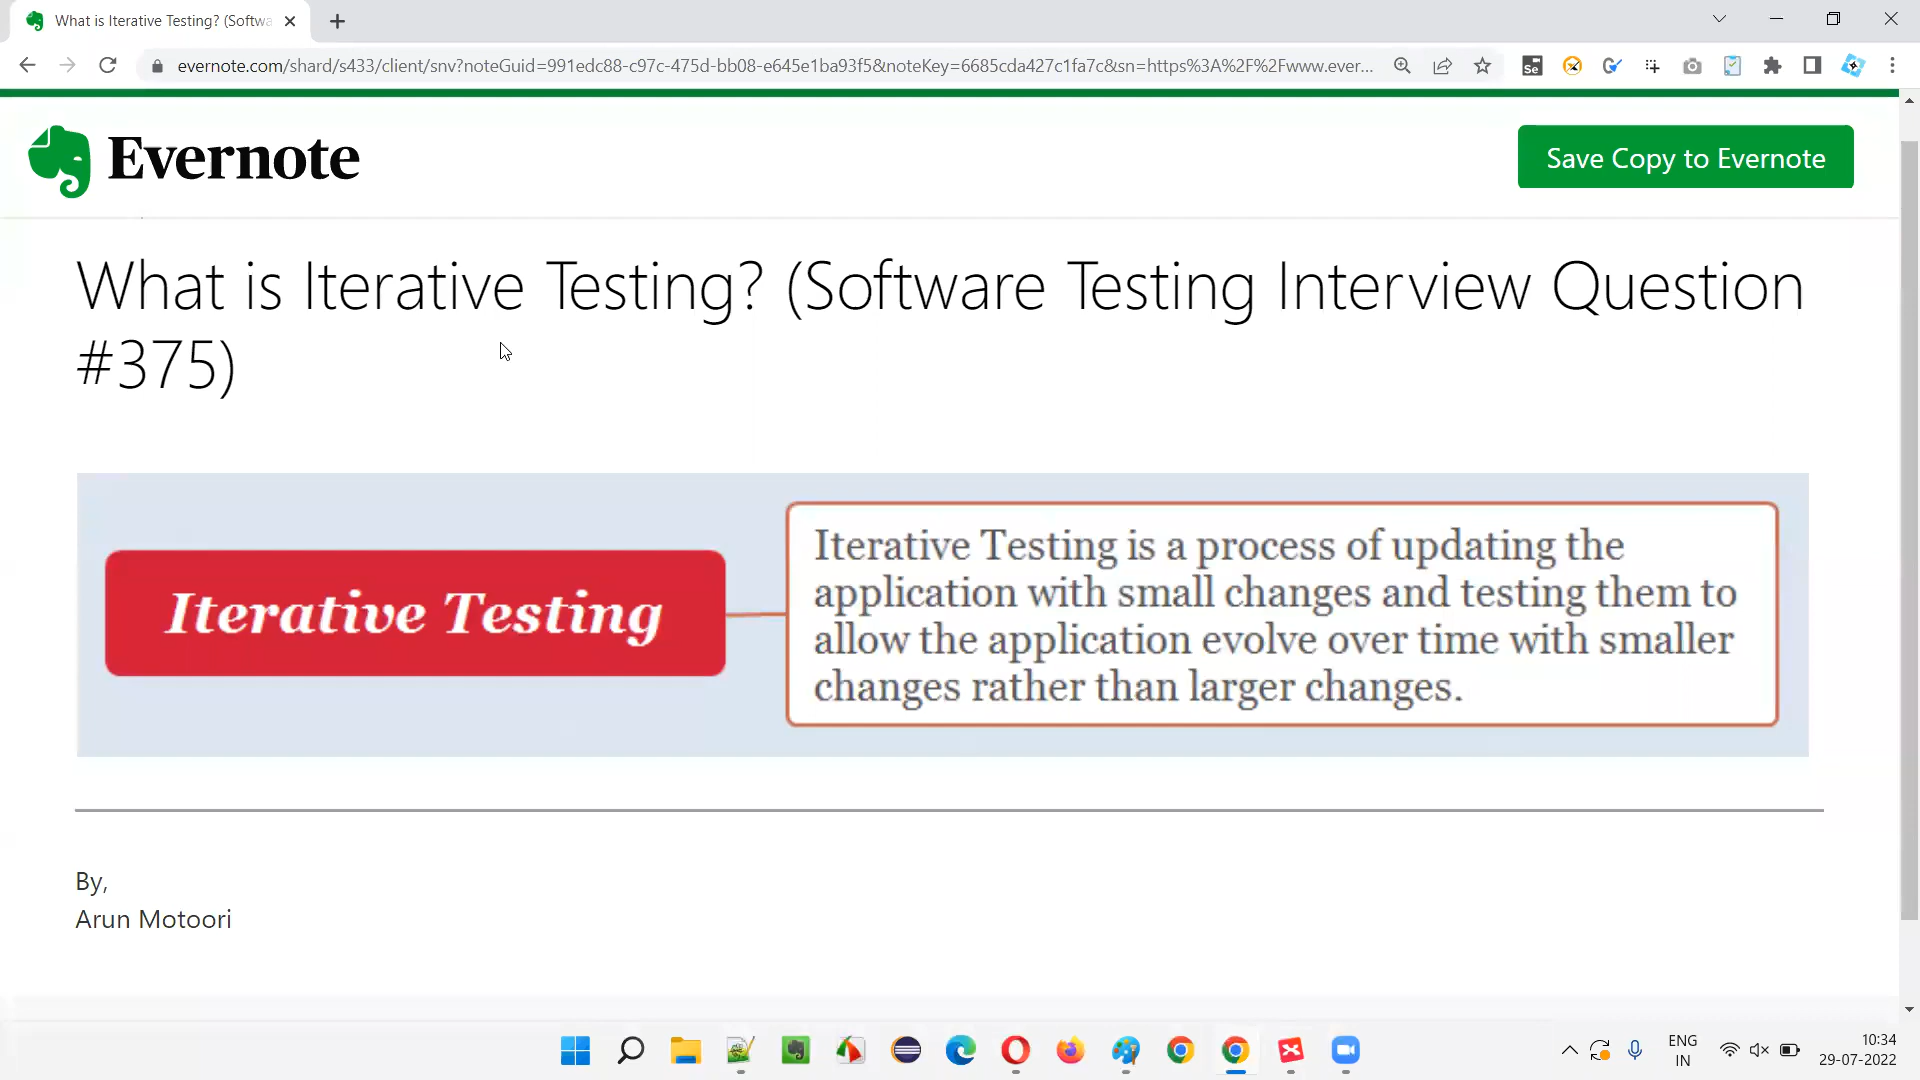 What is Iterative Testing? (Softwa
evernote.com/shard/s433/client/snv?noteGuid=991edc88-c97c-475d-bb08-e645e1ba93f5&noteKey=6685cda427c1fa7c&sn=https%3A%2F%2Fwww.ever...
Se
Evernote
Save Copy to Evernote
What is Iterative Testing? (Software Testing Interview Question
#375)
Iterative Testing
Iterative Testing is a process of updating the
application with small changes and testing them to
allow the application evolve over time with smaller
changes rather than larger changes.
By,
Arun Motoori
ENG
IN
10:34
29-07-2022